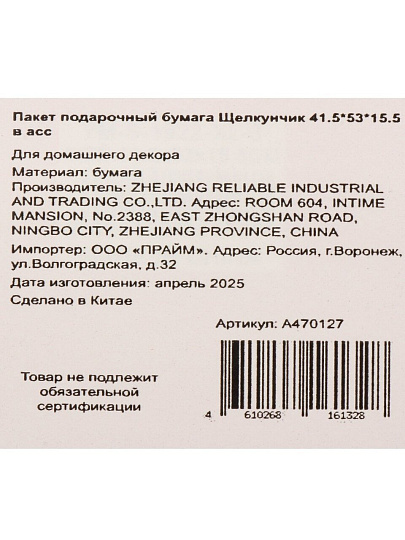 Пакет подарочный бумага Щелкунчик 41.5*53*15.5
в асс
Для домашнего декора
Материал: бумага
Производитель: ZHEJIANG RELIABLE INDUSTRIAL
AND TRADING CO.,LTD. Адрес: ROOM 604, INTIME
MANSION, No.2388, EAST ZHONGSHAN ROAD,
NINGBO CITY, ZHEJIANG PROVINCE, CHINA
Импортер: ООО «ПРАЙМ». Адрес: Россия, г.Воронеж,
ул.Волгоградская, д.32
Дата изготовления: апрель 2025
Сделано в Китае
Артикул: А470127
Товар не подлежит
обязательной
сертификации
4 610268 161328